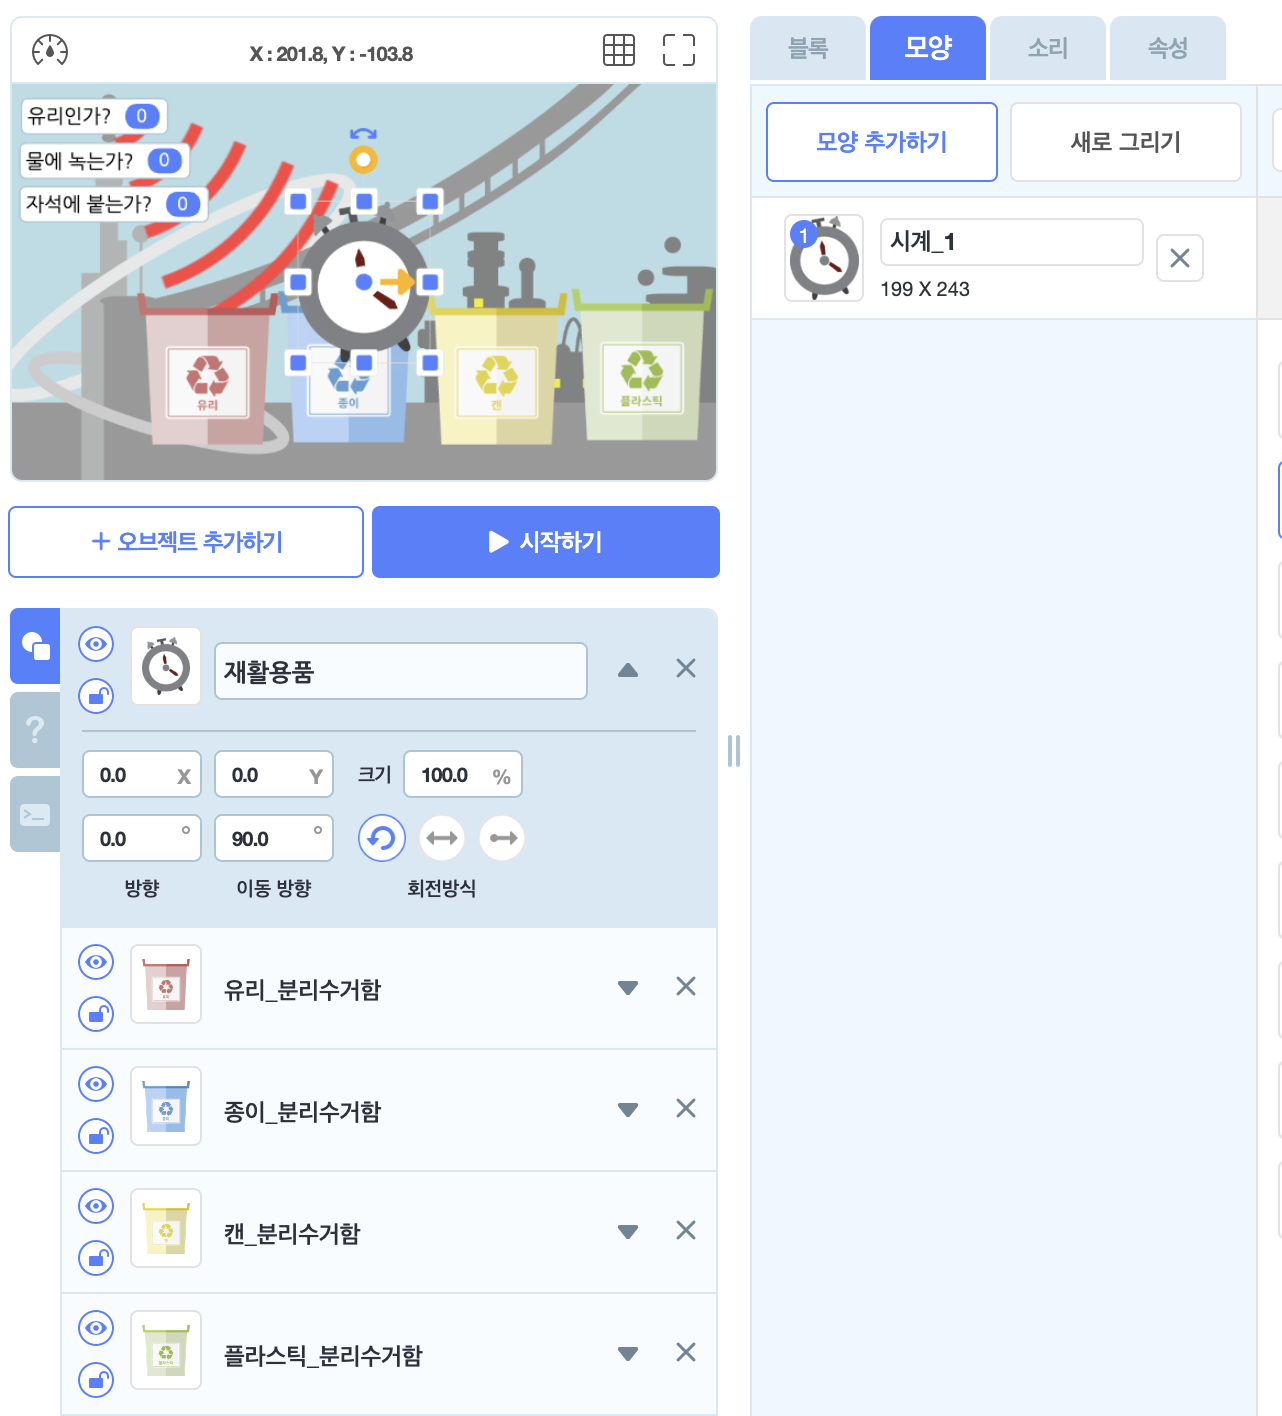 X : 201.8, Y : -103.8
유리인가? 0
물에 녹는가? 0
자석에 붙는가? 0
유리
종이
캔
플라스틱
+ 오브젝트 추가하기
시작하기
재활용품
0.0 X 0.0 Y 크기 100.0 %
0.0 ° 90.0 °
방향 이동 방향 회전방식
유리_분리수거함
종이_분리수거함
캔_분리수거함
플라스틱_분리수거함
블록 모양 소리 속성
모양 추가하기 새로 그리기
1 시계_1
199 X 243